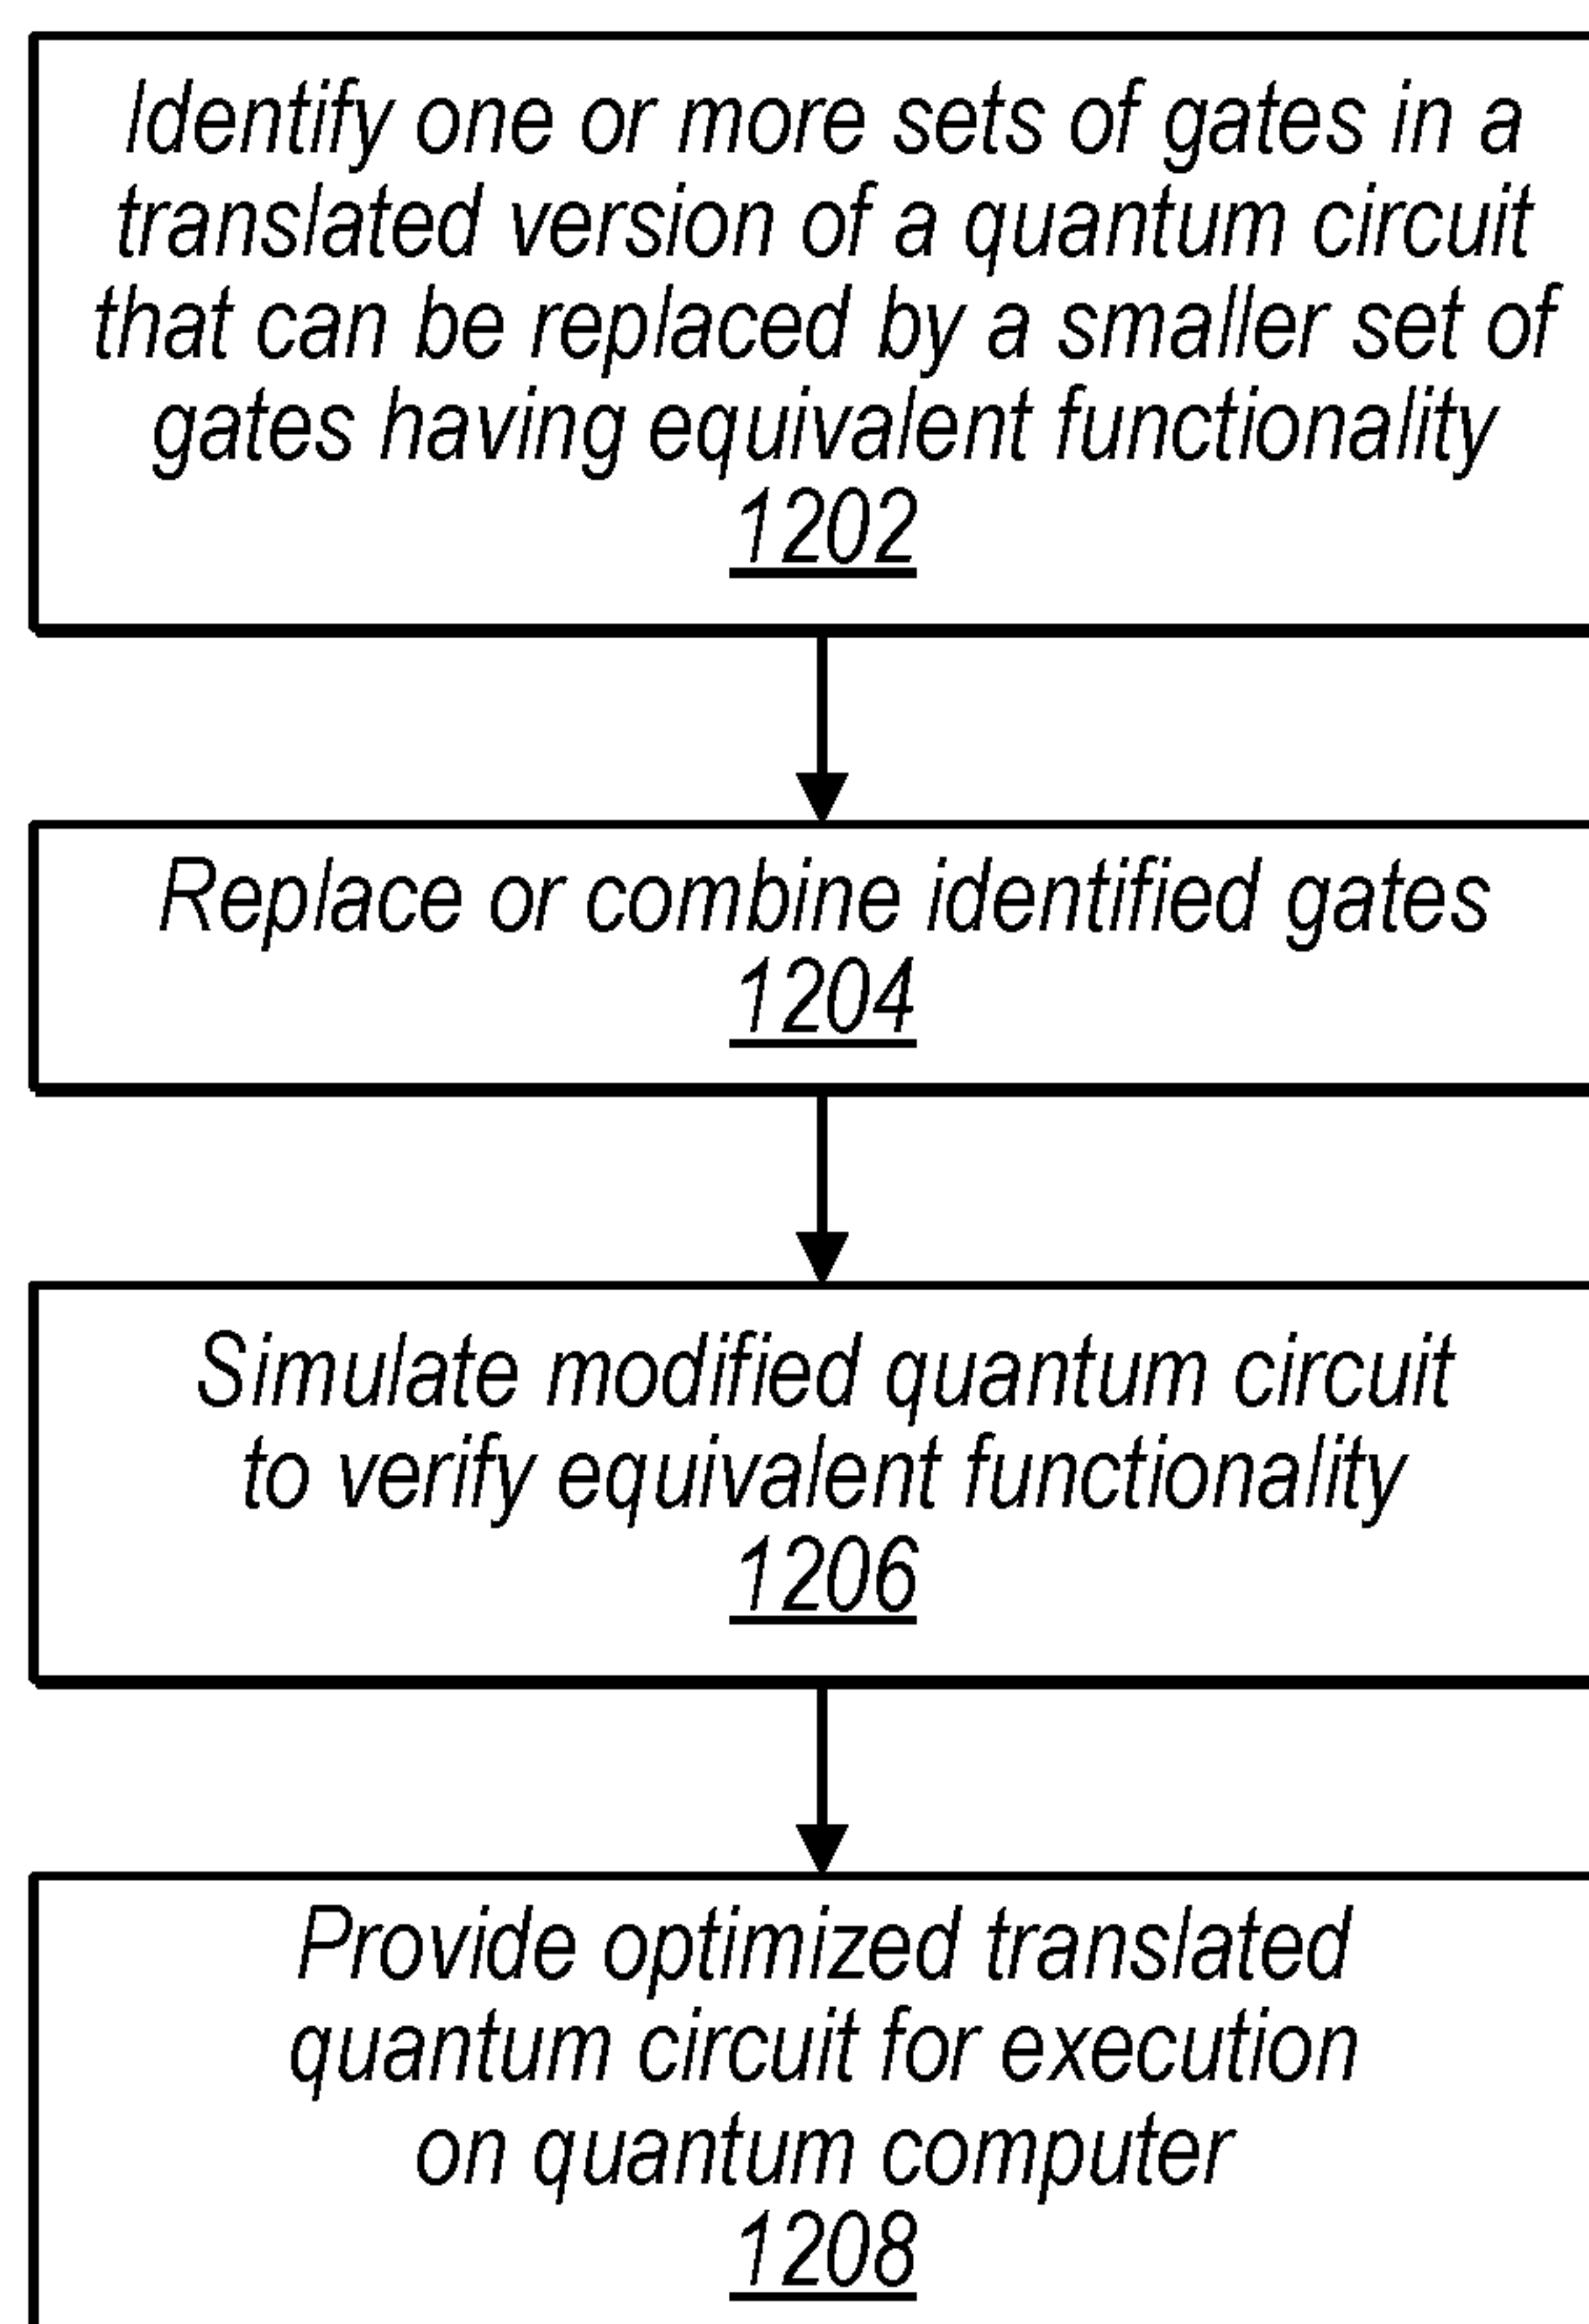 Identify one or more sets of gates in a
translated version of a quantum circuit
that can be replaced by a smaller set of
gates having equivalent functionality
1202
Replace or combine identified gates
1204
Simulate modified quantum circuit
to verify equivalent functionality
1206
Provide optimized translated
quantum circuit for execution
on quantum computer
1208